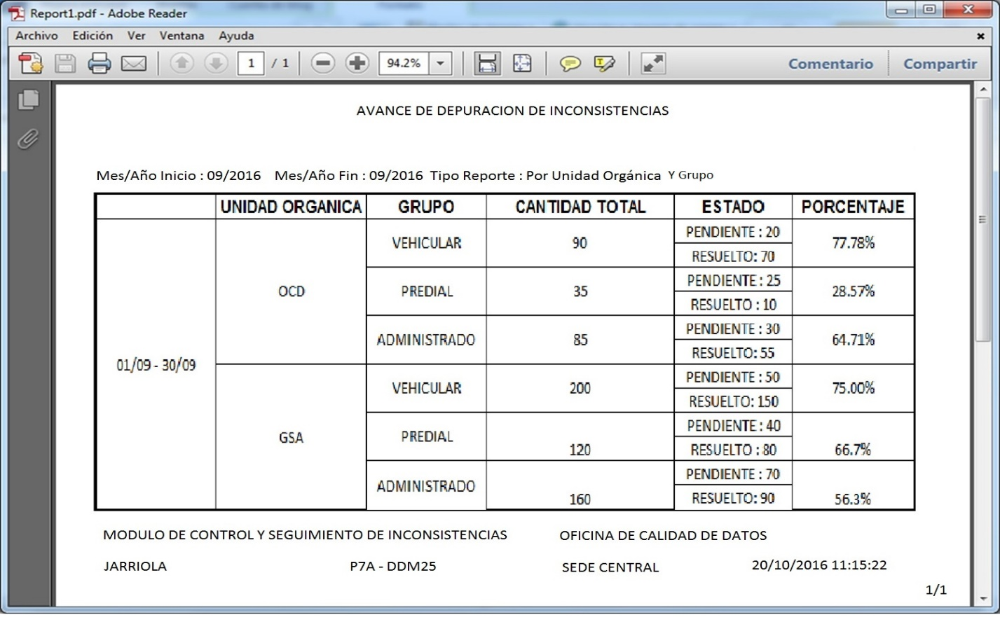 Report1.pdf - Adobe Reader
Archivo Edición Ver Ventana Ayuda
1 / 1 94.2% Comentario Compartir
AVANCE DE DEPURACION DE INCONSISTENCIAS
Mes/Año Inicio : 09/2016 Mes/Año Fin : 09/2016 Tipo Reporte : Por Unidad Orgánica Y Grupo
UNIDAD ORGANICA GRUPO CANTIDAD TOTAL ESTADO PORCENTAJE
01/09 - 30/09
OCD
VEHICULAR 90 PENDIENTE : 20 77.78%
RESUELTO: 70
PREDIAL 35 PENDIENTE : 25 28.57%
RESUELTO : 10
ADMINISTRADO 85 PENDIENTE : 30 64.71%
RESUELTO: 55
GSA
VEHICULAR 200 PENDIENTE : 50 75.00%
RESUELTO: 150
PREDIAL 120 PENDIENTE : 40 66.7%
RESUELTO : 80
ADMINISTRADO 160 PENDIENTE : 70 56.3%
RESUELTO: 90
MODULO DE CONTROL Y SEGUIMIENTO DE INCONSISTENCIAS OFICINA DE CALIDAD DE DATOS
JARRIOLA P7A - DDM25 SEDE CENTRAL 20/10/2016 11:15:22
1/1